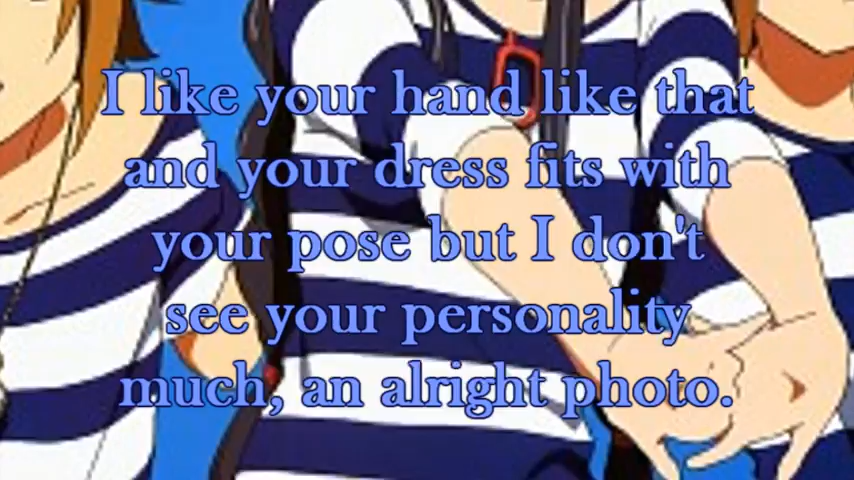 I like your hand like that
and your dress fits with
your pose but I don't
see your personality
much, an alright photo.